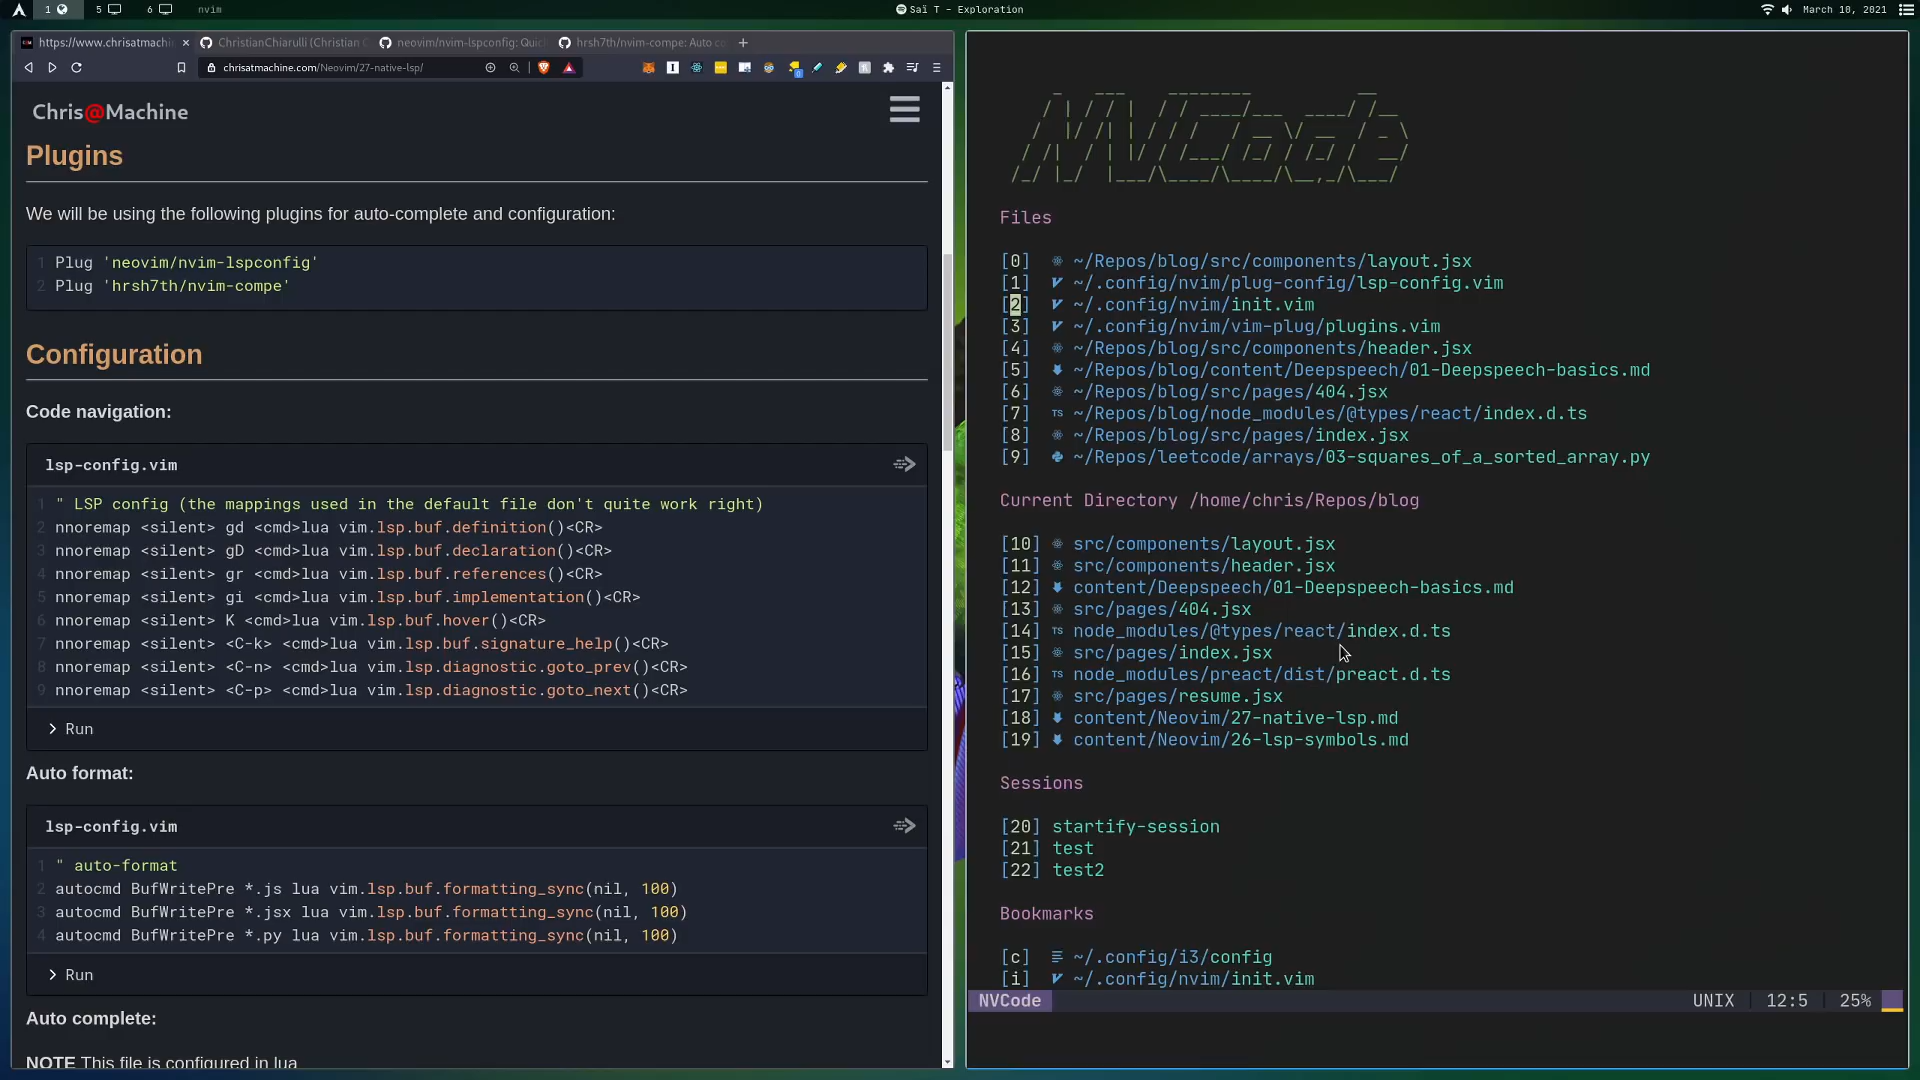 1
5
6
nvim
Saï T - Exploration
March 10, 2021
https://www.chrisatmachin
ChristianChiarulli (Christian C
neovim/nvim-lspconfig: Quic
hrsh7th/nvim-compe: Auto co
chrisatmachine.com/Neovim/27-native-lsp/
Chris@Machine
Plugins
We will be using the following plugins for auto-complete and configuration:
1 Plug 'neovim/nvim-lspconfig'
2 Plug 'hrsh7th/nvim-compe'
Configuration
Code navigation:
lsp-config.vim
1 " LSP config (the mappings used in the default file don't quite work right)
2 nnoremap <silent> gd <cmd>lua vim.lsp.buf.definition()<CR>
3 nnoremap <silent> gD <cmd>lua vim.lsp.buf.declaration()<CR>
4 nnoremap <silent> gr <cmd>lua vim.lsp.buf.references()<CR>
5 nnoremap <silent> gi <cmd>lua vim.lsp.buf.implementation()<CR>
6 nnoremap <silent> K <cmd>lua vim.lsp.buf.hover()<CR>
7 nnoremap <silent> <C-k> <cmd>lua vim.lsp.buf.signature_help()<CR>
8 nnoremap <silent> <C-n> <cmd>lua vim.lsp.diagnostic.goto_prev()<CR>
9 nnoremap <silent> <C-p> <cmd>lua vim.lsp.diagnostic.goto_next()<CR>
Run
Auto format:
lsp-config.vim
1 " auto-format
2 autocmd BufWritePre *.js lua vim.lsp.buf.formatting_sync(nil, 100)
3 autocmd BufWritePre *.jsx lua vim.lsp.buf.formatting_sync(nil, 100)
4 autocmd BufWritePre *.py lua vim.lsp.buf.formatting_sync(nil, 100)
Run
Auto complete:
NOTE This file is configured in lua
NVCode
Files
[0] ~/Repos/blog/src/components/layout.jsx
[1] ~/.config/nvim/plug-config/lsp-config.vim
[2] ~/.config/nvim/init.vim
[3] ~/.config/nvim/vim-plug/plugins.vim
[4] ~/Repos/blog/src/components/header.jsx
[5] ~/Repos/blog/content/Deepspeech/01-Deepspeech-basics.md
[6] ~/Repos/blog/src/pages/404.jsx
[7] TS ~/Repos/blog/node_modules/@types/react/index.d.ts
[8] ~/Repos/blog/src/pages/index.jsx
[9] ~/Repos/leetcode/arrays/03-squares_of_a_sorted_array.py
Current Directory /home/chris/Repos/blog
[10] src/components/layout.jsx
[11] src/components/header.jsx
[12] content/Deepspeech/01-Deepspeech-basics.md
[13] src/pages/404.jsx
[14] TS node_modules/@types/react/index.d.ts
[15] src/pages/index.jsx
[16] TS node_modules/preact/dist/preact.d.ts
[17] src/pages/resume.jsx
[18] content/Neovim/27-native-lsp.md
[19] content/Neovim/26-lsp-symbols.md
Sessions
[20] startify-session
[21] test
[22] test2
Bookmarks
[c] ~/.config/i3/config
[i] ~/.config/nvim/init.vim
NVCode
UNIX
12:5
25%